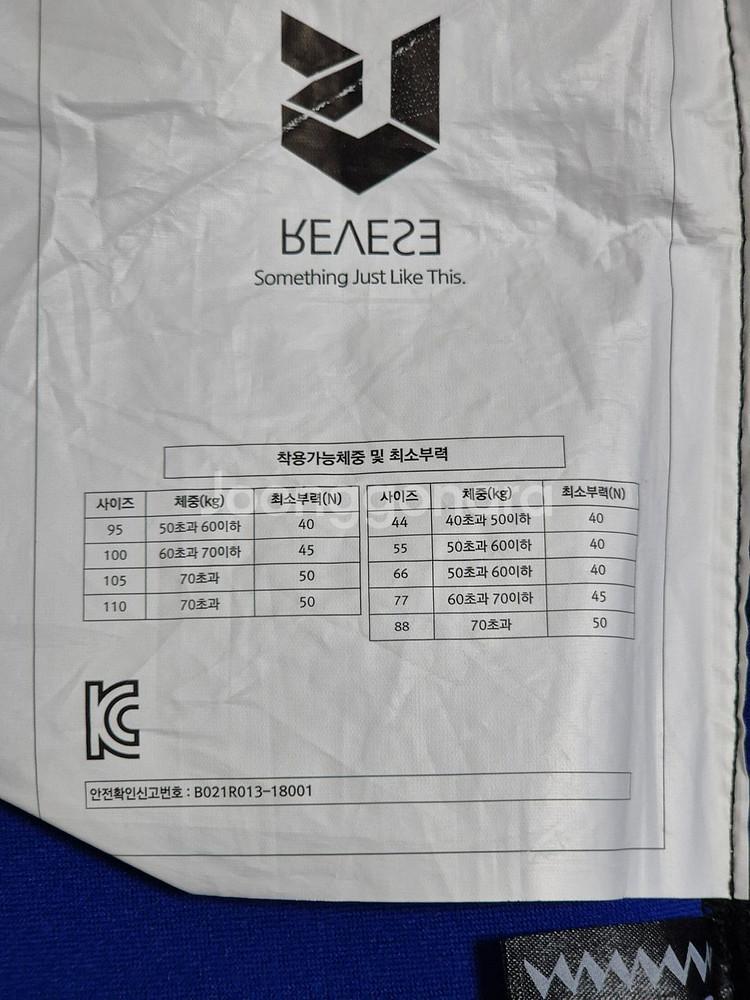 REVESE
Something Just Like This.
착용가능체중 및 최소부력
사이즈 체중(kg) 최소부력(N)
95 50초과 60이하 40
100 60초과 70이하 45
105 70초과 50
110 70초과 50
사이즈 체중(kg) 최소부력(N)
44 40초과 50이하 40
55 50초과 60이하 40
66 50초과 60이하 40
77 60초과 70이하 45
88 70초과 50
KC
안전확인신고번호 : B021R013-18001
joonggonara